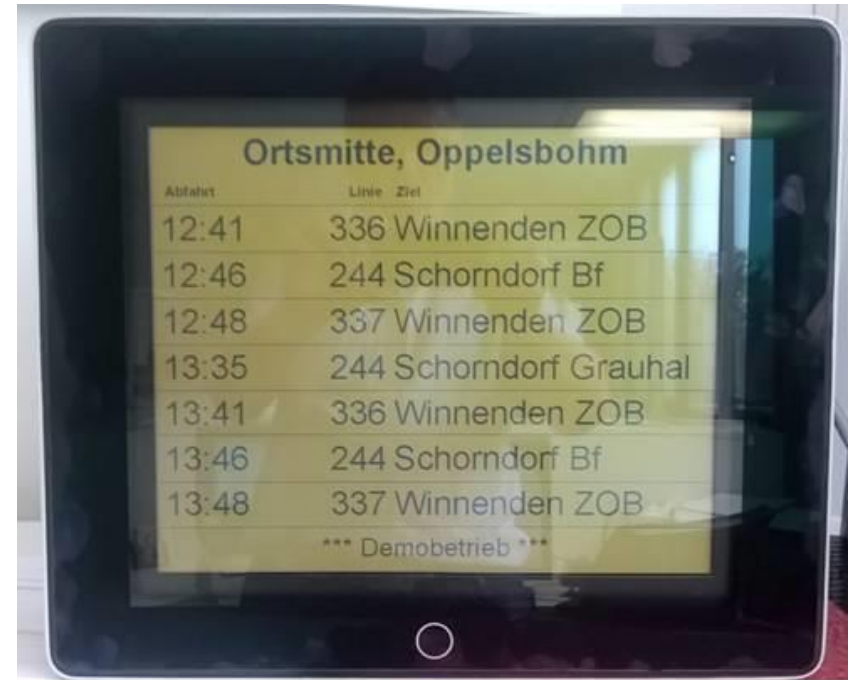 Ortsmitte, Oppelsbohm
Abfahrt Linie Ziel
12:41 336 Winnenden ZOB
12:46 244 Schorndorf Bf
12:48 337 Winnenden ZOB
13:35 244 Schorndorf Grauhal
13:41 336 Winnenden ZOB
13:46 244 Schorndorf Bf
13:48 337 Winnenden ZOB
*** Demobetrieb ***